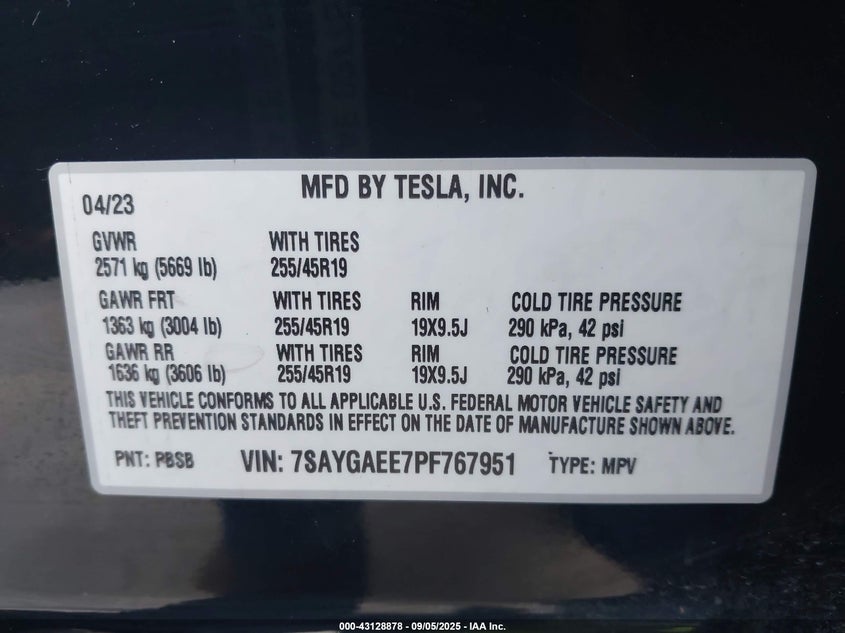 MFD BY TESLA, INC.
04/23
GVWR WITH TIRES
2571 kg (5669 lb) 255/45R19
GAWR FRT WITH TIRES RIM COLD TIRE PRESSURE
1363 kg (3004 lb) 255/45R19 19X9.5J 290 kPa, 42 psi
GAWR RR WITH TIRES RIM COLD TIRE PRESSURE
1636 kg (3606 lb) 255/45R19 19X9.5J 290 kPa, 42 psi
THIS VEHICLE CONFORMS TO ALL APPLICABLE U.S. FEDERAL MOTOR VEHICLE SAFETY AND
THEFT PREVENTION STANDARDS IN EFFECT ON THE DATE OF MANUFACTURE SHOWN ABOVE.
PNT: PBSB VIN: 7SAYGAEE7PF767951 TYPE: MPV
000-43128878 - 09/05/2025 - IAA Inc.